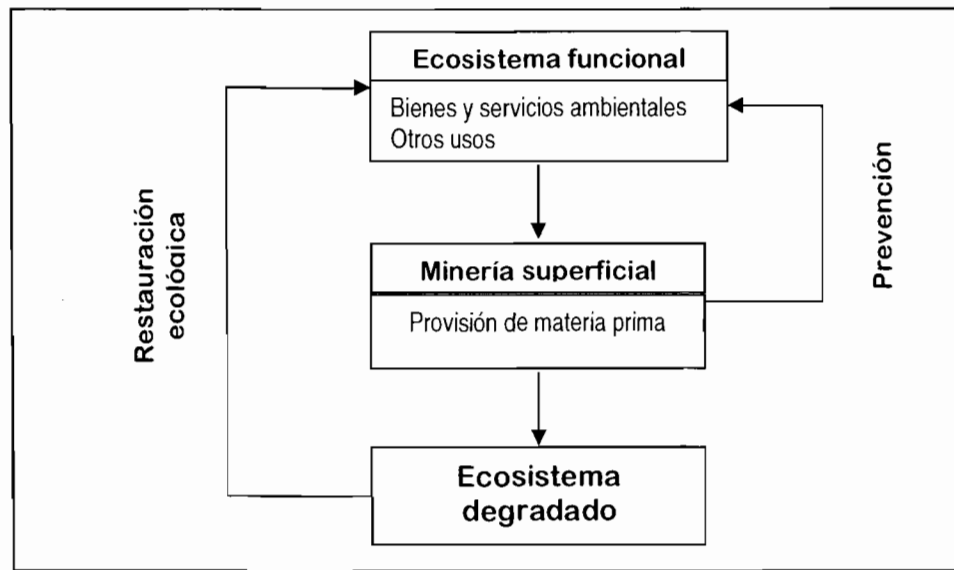 Ecosistema funcional
Bienes y servicios ambientales
Otros usos
Restauración
ecológica
Prevención
Minería superficial
Provisión de materia prima
Ecosistema
degradado